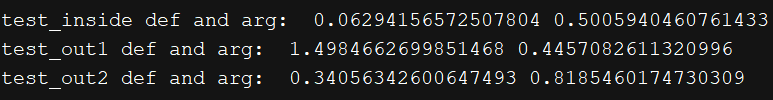 test_inside def and arg:  0.06294156572507804 0.5005940460761433
test_out1 def and arg:  1.4984662699851468 0.4457082611320996
test_out2 def and arg:  0.34056342600647493 0.8185460174730309